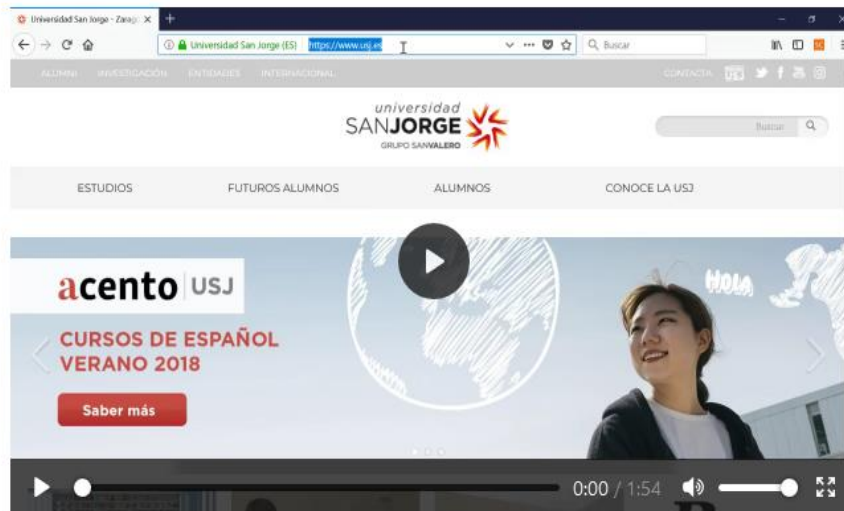 Universidad San Jorge - Zarago
Universidad San Jorge (ES) https://www.usj.es
Buscar
ALUMNI INVESTIGACIÓN ENTIDADES INTERNACIONAL
CONTACTA
universidad
SANJORGE
GRUPO SANVALERO
Buscar
ESTUDIOS FUTUROS ALUMNOS ALUMNOS CONOCE LA USJ
acento USJ
HOLA
CURSOS DE ESPAÑOL
VERANO 2018
Saber más
0:00 / 1:54